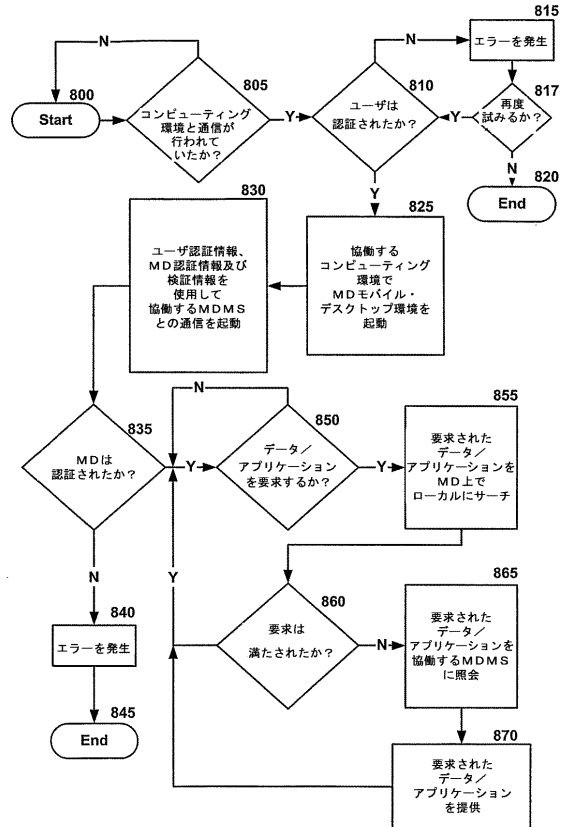 N
815
エラーを発生
800
Start
805
コンピューティング
環境と通信が
行われて
いたか？
Y
N
810
ユーザは
認証されたか？
Y
817
再度
試みるか？
N
820
End
Y
830
ユーザ認証情報、
ＭＤ認証情報及び
検証情報を
使用して
協働するＭＤＭＳ
との通信を起動
825
協働する
コンピューティング
環境で
ＭＤモバイル・
デスクトップ環境を
起動
835
ＭＤは
認証されたか？
Y
N
850
データ／
アプリケーション
を要求するか？
Y
855
要求された
データ／
アプリケーションを
ＭＤ上で
ローカルにサーチ
N
840
エラーを発生
845
End
Y
860
要求は
満たされたか？
N
865
要求された
データ／
アプリケーションを
協働するＭＤＭＳ
に照会
870
要求された
データ／
アプリケーション
を提供